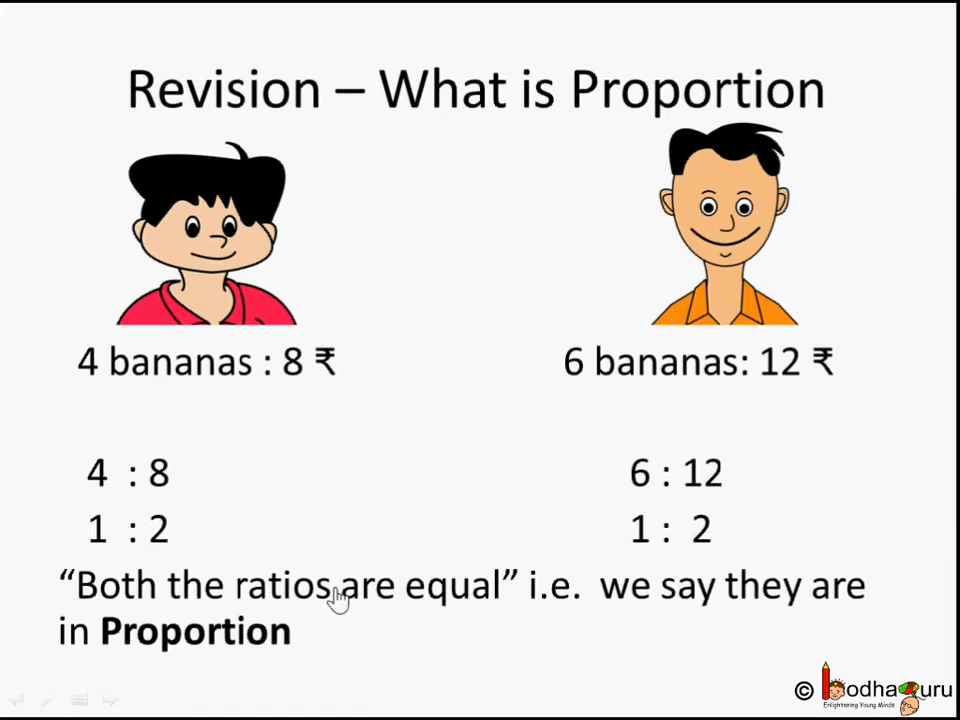 Revision – What is Proportion
4 bananas : 8 ₹
6 bananas: 12 ₹
4 : 8
6 : 12
1 : 2
1 : 2
“Both the ratios are equal” i.e. we say they are
in Proportion
© bodhaguru
Enlightening Young Minds